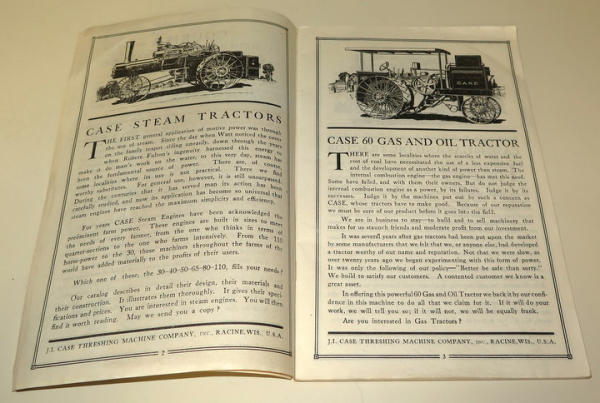 CASE STEAM TRACTORS
THE FIRST general application of motive power was through
the use of steam. Since the day when Watt noticed the cover
on the family teapot tilting uneasily, down through the years
when Robert Fulton's ingenuity harnessed this energy to
make it do man's work on the water, to this very day, steam has
been the fundamental source of power. There are, of course,
some localities where its use is not practical. There we find
worthy substitutes. For general use, however, it is still unsurpassed.
During the centuries that it has served man its action has been
carefully studied, and now its application has become so universal that
steam engines have reached the maximum simplicity and efficiency.
For years CASE Steam Engines have been acknowledged the
preeminent farm power. These engines are built in sizes to meet
the needs of every farmer, from the one who thinks in terms of
quarter-sections to the one who farms intensively. From the 110
horse-power to the 30, those machines throughout the farms of the
world have added materially to the profits of their users.
Which one of these, the 30-40-50-65-80-110, fills your needs?
Our catalog describes in detail their design, their materials and
their construction. It illustrates them thoroughly. It gives their speci-
fications and prices. You are interested in steam engines. You will then
find it worth reading. May we send you a copy?
J.I. CASE THRESHING MACHINE COMPANY, INC., RACINE, WIS., U.S.A.
2
CASE
CASE 60 GAS AND OIL TRACTOR
THERE are some localities where the scarcity of water and the
cost of coal have necessitated the use of a less expensive fuel
and the development of another kind of power than steam. The
internal combustion engine—the gas engine—has met this need.
Some have failed, and with them their owners. But do not judge the
internal combustion engine as a power, by its failures. Judge it by its
successes. Judge it by the machines put out by such a concern as
CASE, whose tractors have to make good. Because of our reputation
we must be sure of our product before it goes into the field.
We are in business to stay—to build and to sell machinery that
makes for us staunch friends and moderate profit from our investment.
It was several years after gas tractors had been put upon the market
by some manufacturers that we felt that we, or anyone else, had developed
a tractor worthy of our name and reputation. Not that we were slow, as
over twenty years ago we began experimenting with this form of power.
It was only the following of our policy—"Better be safe than sorry."
We build to satisfy our customers. A contented customer we know is a
great asset.
In offering this powerful 60 Gas and Oil Tractor we back it by our confi-
dence in this machine to do all that we claim for it. If it will do your
work, we will tell you so; if it will not, we will be equally frank.
Are you interested in Gas Tractors?
J.I. CASE THRESHING MACHINE COMPANY, INC., RACINE, WIS., U.S.A.
3